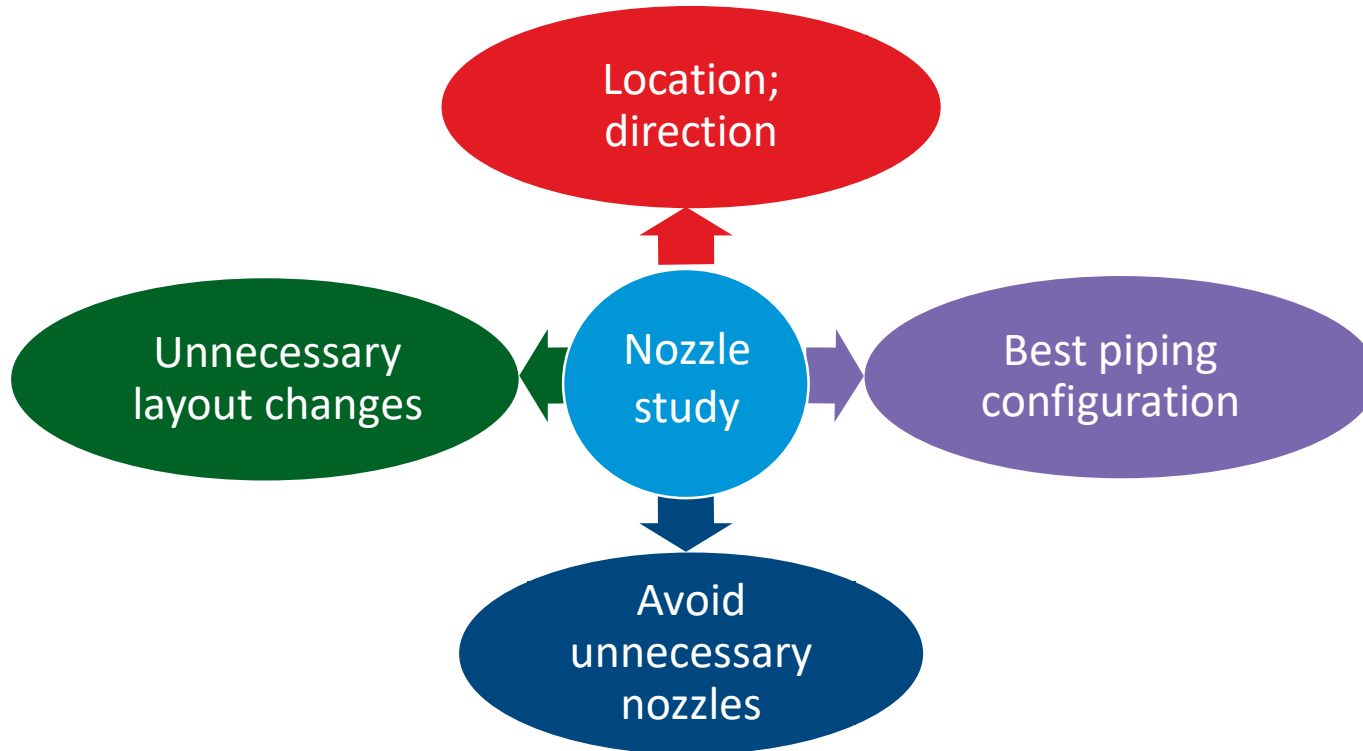 Location;
direction
Unnecessary
layout changes
Nozzle
study
Best piping
configuration
Avoid
unnecessary
nozzles